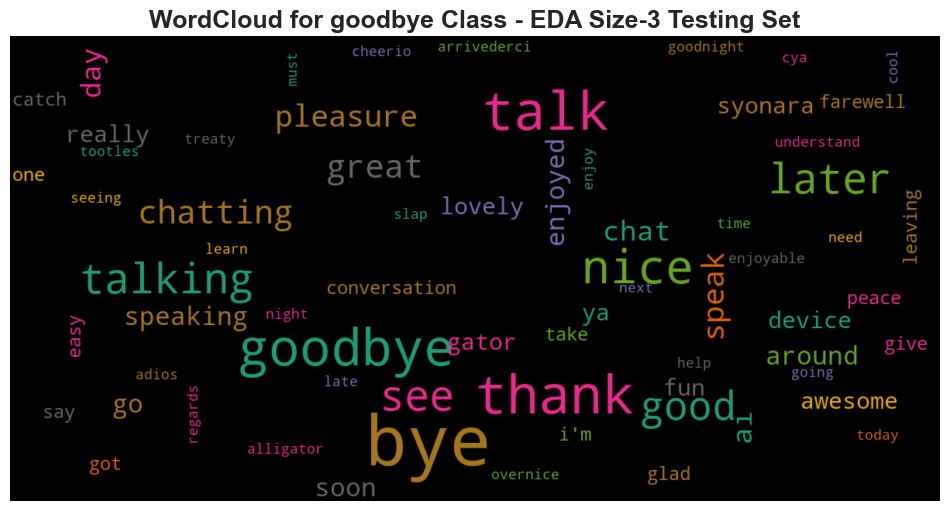 WordCloud for goodbye Class - EDA Size-3 Testing Set
cheerio
arrivederci
goodnight
cya
cool
must
day
catch
pleasure
talk
syonara
farewell
really
treaty
tootles
understand
one
great
enjoyed
enjoy
later
seeing
chatting
slap
lovely
leaving
time
chat
need
learn
nice
enjoyable
talking
conversation
next
speak
peace
speaking
night
ya
device
easy
goodbye
gator
take
around
give
help
going
adios
late
see
thank
fun
go
good
awesome
say
regards
bye
i'm
al
today
alligator
got
overnice
glad
soon